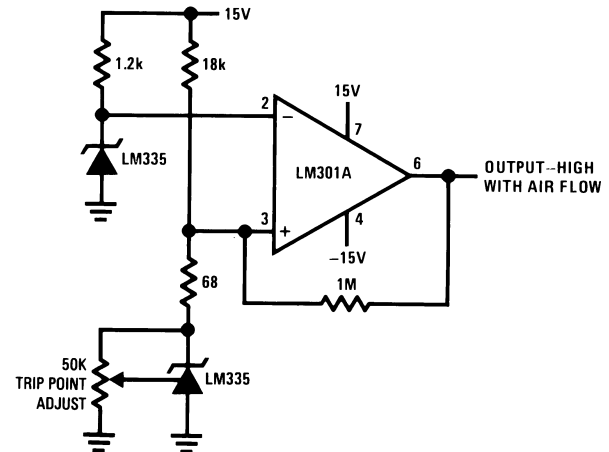 15V
1.2k
18k
2
−
15V
7
LM335
LM301A
6
OUTPUT--HIGH
WITH AIR FLOW
3
+
4
−15V
68
1M
50K
TRIP POINT
ADJUST
LM335